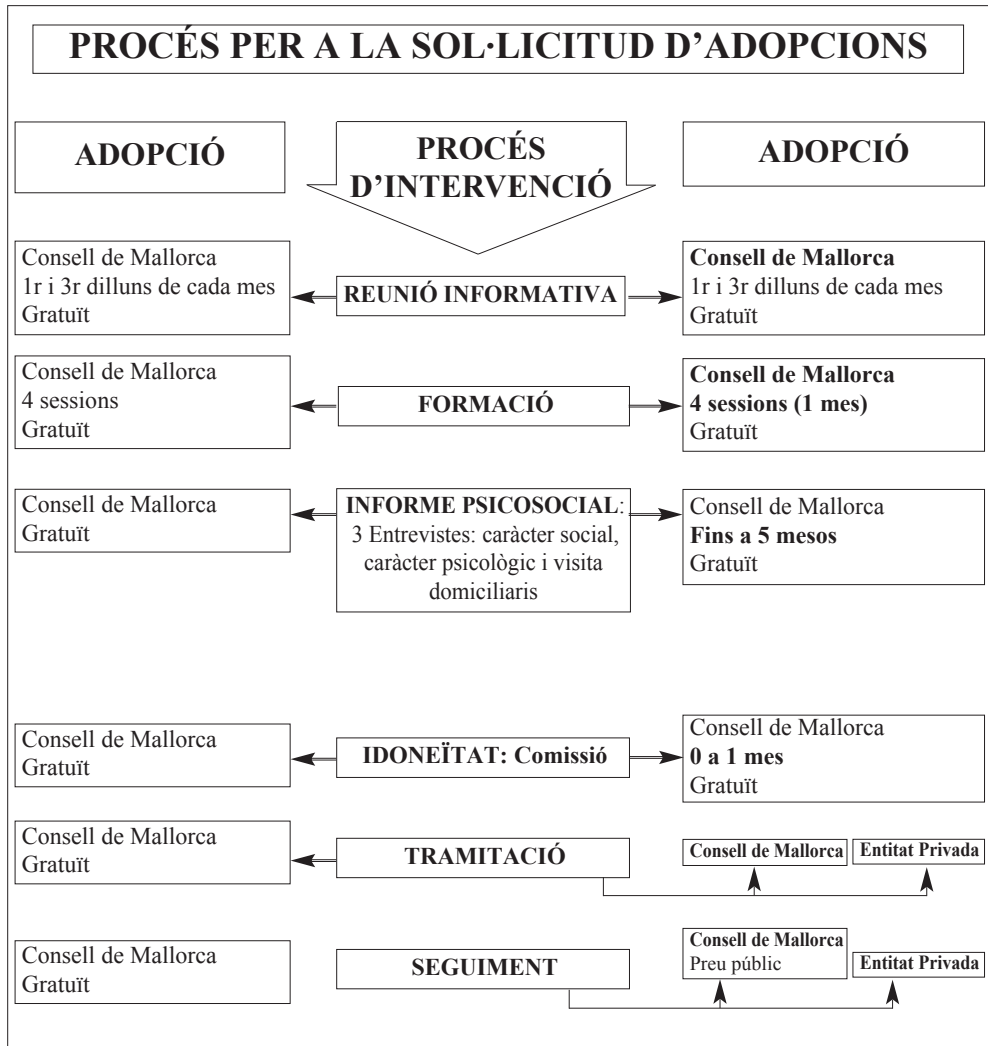 PROCÉS PER A LA SOL·LICITUD D'ADOPCIONS
ADOPCIÓ
PROCÉS
D'INTERVENCIÓ
ADOPCIÓ
Consell de Mallorca
1r i 3r dilluns de cada mes
Gratuït
REUNIÓ INFORMATIVA
Consell de Mallorca
1r i 3r dilluns de cada mes
Gratuït
Consell de Mallorca
4 sessions
Gratuït
FORMACIÓ
Consell de Mallorca
4 sessions (1 mes)
Gratuït
Consell de Mallorca
Gratuït
INFORME PSICOSOCIAL:
3 Entrevistes: caràcter social,
caràcter psicològic i visita
domiciliaris
Consell de Mallorca
Fins a 5 mesos
Gratuït
Consell de Mallorca
Gratuït
IDONEÏTAT: Comissió
Consell de Mallorca
0 a 1 mes
Gratuït
Consell de Mallorca
Gratuït
TRAMITACIÓ
Consell de Mallorca
Entitat Privada
Consell de Mallorca
Gratuït
SEGUIMENT
Consell de Mallorca
Preu públic
Entitat Privada